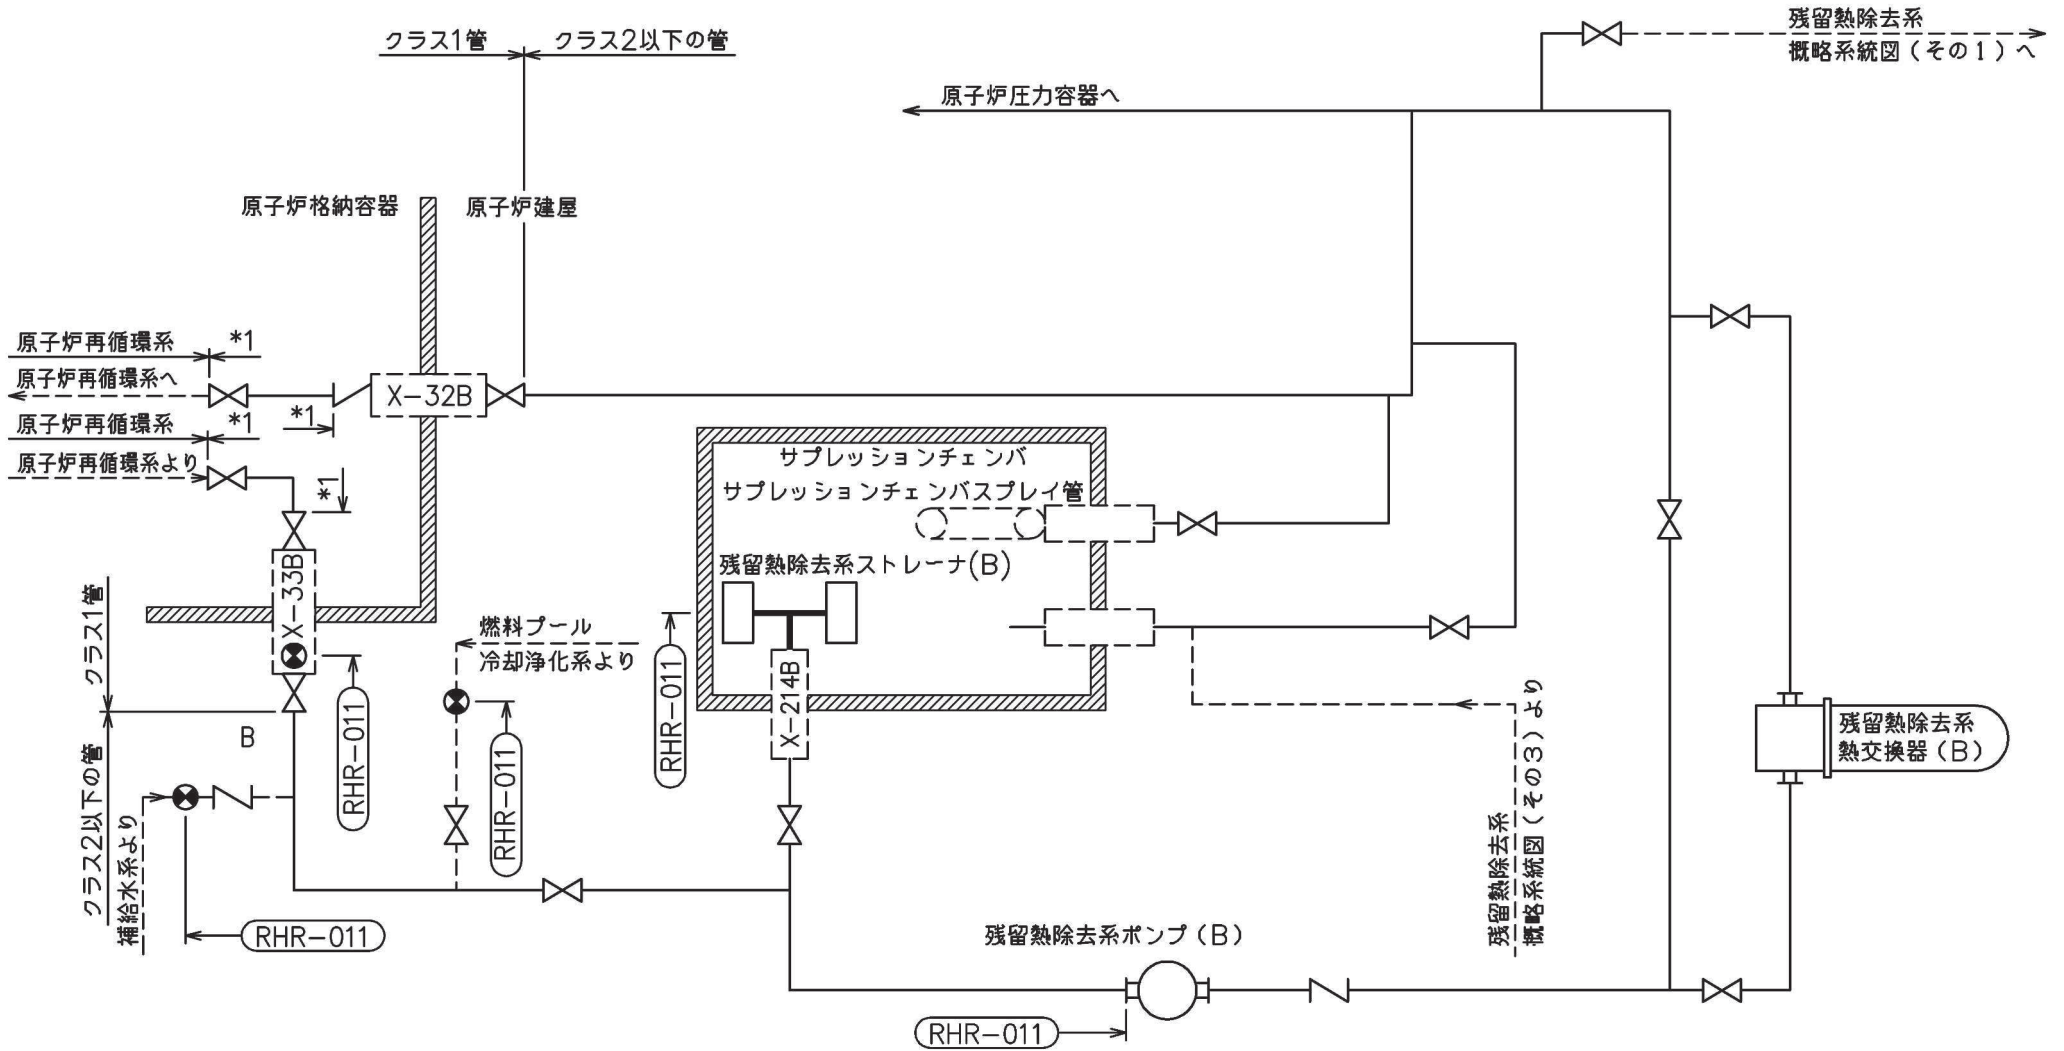 クラス1管
クラス2以下の管
残留熱除去系
概略系統図(その1)へ
原子炉圧力容器へ
原子炉格納容器
原子炉建屋
原子炉再循環系
*1
原子炉再循環系へ
X-32B
*1
原子炉再循環系
*1
原子炉再循環系より
*1
X-33B
サプレッションチェンバ
サプレッションチェンバスプレイ管
残留熱除去系ストレーナ(B)
X-214B
RHR-011
クラス1管
クラス2以下の管
B
RHR-011
燃料プール
冷却浄化系より
RHR-011
補給水系より
RHR-011
残留熱除去系
概略系統図(その3)より
残留熱除去系
熱交換器(B)
残留熱除去系ポンプ(B)
RHR-011